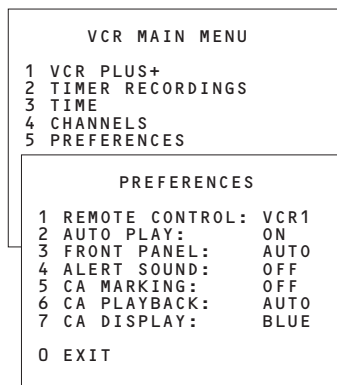 VCR MAIN MENU
1 VCR PLUS+
2 TIMER RECORDINGS
3 TIME
4 CHANNELS
5 PREFERENCES
PREFERENCES
1 REMOTE CONTROL: VCR1
2 AUTO PLAY: ON
3 FRONT PANEL: AUTO
4 ALERT SOUND: OFF
5 CA MARKING: OFF
6 CA PLAYBACK: AUTO
7 CA DISPLAY: BLUE
0 EXIT